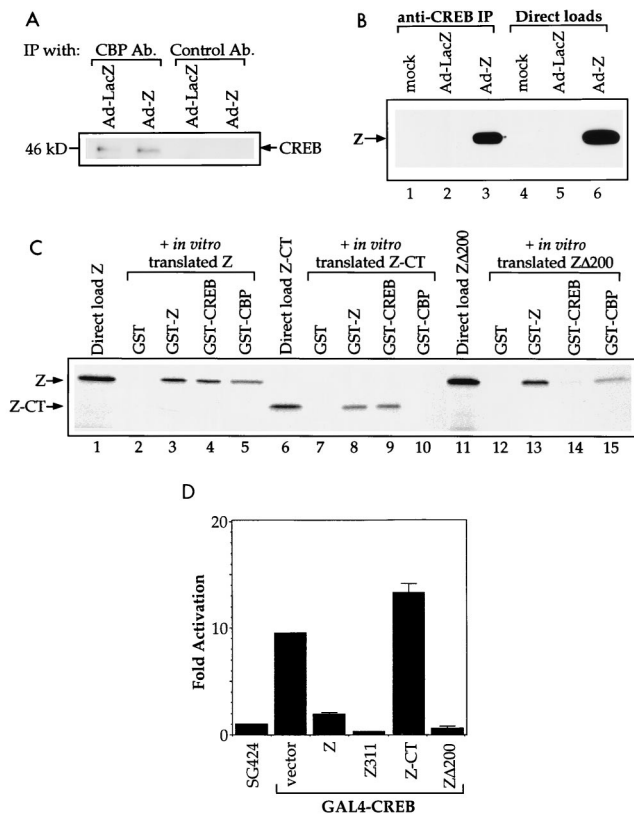 A
IP with: CBP Ab. Control Ab.
Ad-LacZ Ad-Z Ad-LacZ Ad-Z
46 kD CREB
B
anti-CREB IP Direct loads
mock Ad-LacZ Ad-Z mock Ad-LacZ Ad-Z
Z
1 2 3 4 5 6
C
+ in vitro translated Z
+ in vitro translated Z-CT
+ in vitro translated ZΔ200
Direct load Z GST GST-Z GST-CREB GST-CBP Direct load Z-CT GST GST-Z GST-CREB GST-CBP Direct load ZΔ200 GST GST-Z GST-CREB GST-CBP
Z
Z-CT
1 2 3 4 5 6 7 8 9 10 11 12 13 14 15
D
Fold Activation
20
10
0
SG424 vector Z Z311 Z-CT ZΔ200
GAL4-CREB